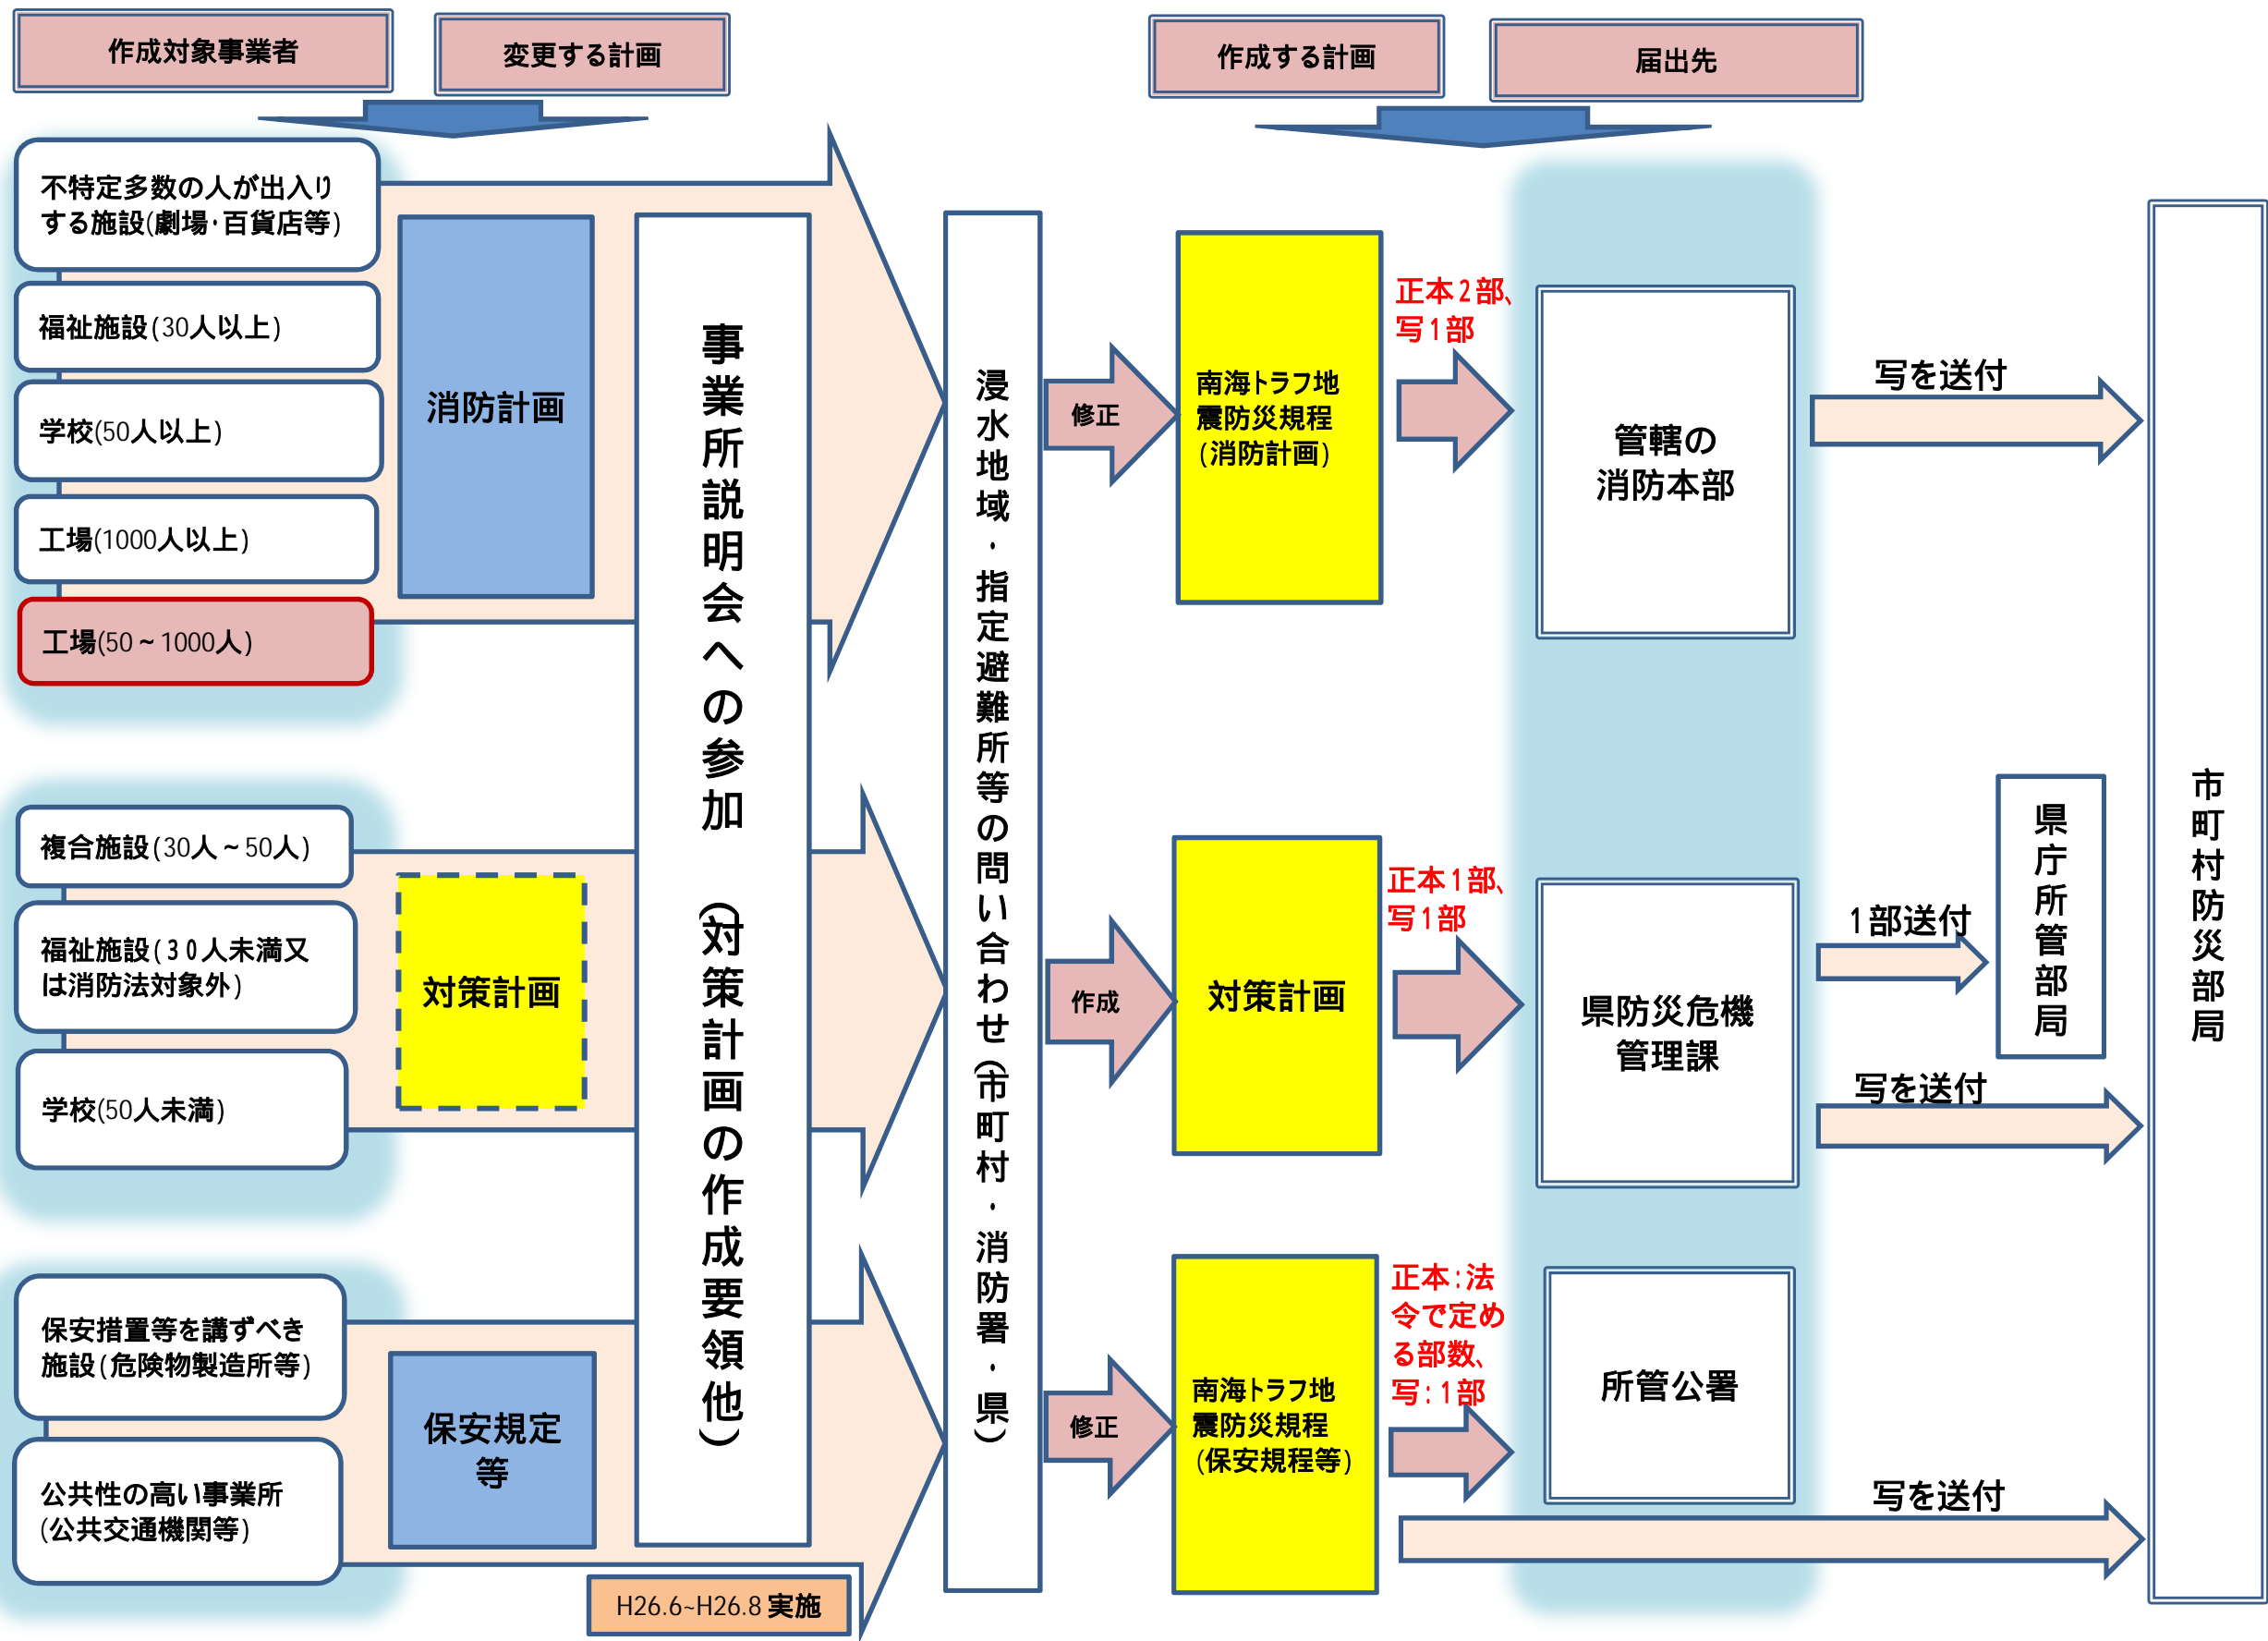 作成対象事業者
変更する計画
作成する計画
届出先
不特定多数の人が出入り
する施設(劇場・百貨店等)
福祉施設(30人以上)
学校(50人以上)
工場(1000人以上)
工場(50～1000人)
消防計画
複合施設(30人～50人)
福祉施設(30人未満又
は消防法対象外)
学校(50人未満)
対策計画
保安措置等を講ずべき
施設(危険物製造所等)
公共性の高い事業所
(公共交通機関等)
保安規定
等
事業所説明会への参加 (対策計画の作成要領他)
H26.6~H26.8 実施
浸水地域・指定避難所等の問い合わせ(市町村・消防署・県)
修正
南海トラフ地
震防災規程
(消防計画)
正本2部、
写1部
管轄の
消防本部
写を送付
作成
対策計画
正本1部、
写1部
県防災危機
管理課
1部送付
県庁所管部局
写を送付
修正
南海トラフ地
震防災規程
(保安規程等)
正本:法
令で定め
る部数、
写:1部
所管公署
写を送付
市町村防災部局